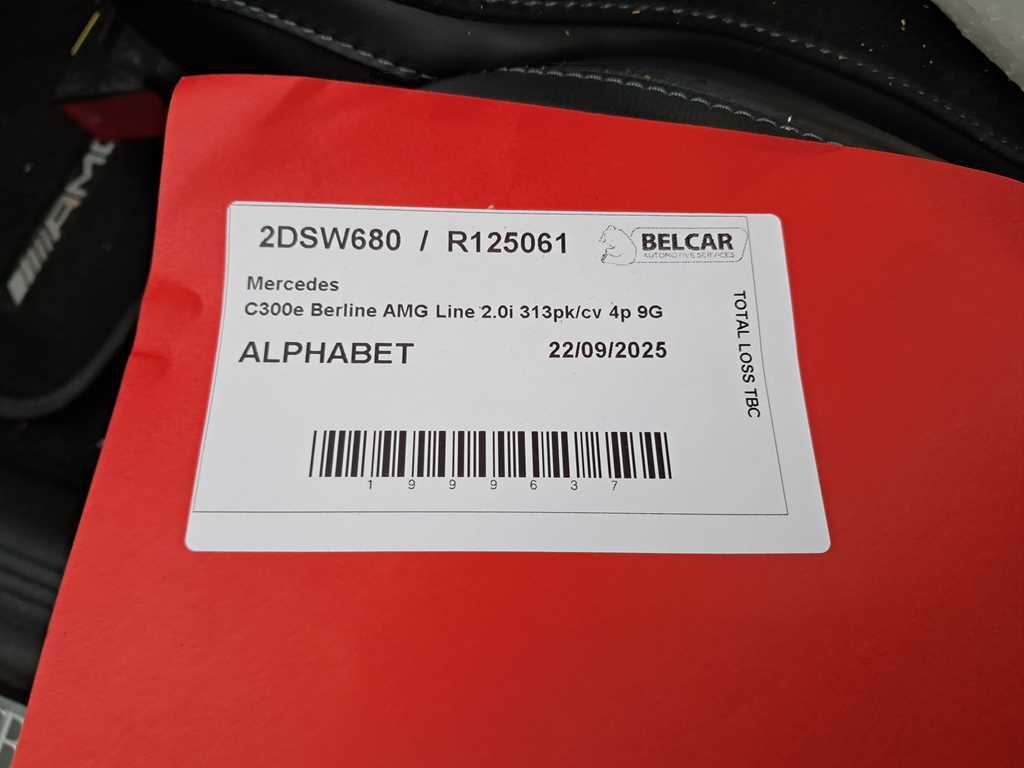 2DSW680 / R125061
BELCAR
AUTOMOTIVE SERVICES
Mercedes
C300e Berline AMG Line 2.0i 313pk/cv 4p 9G
ALPHABET
22/09/2025
TOTAL LOSS TBC
1999637
AMG